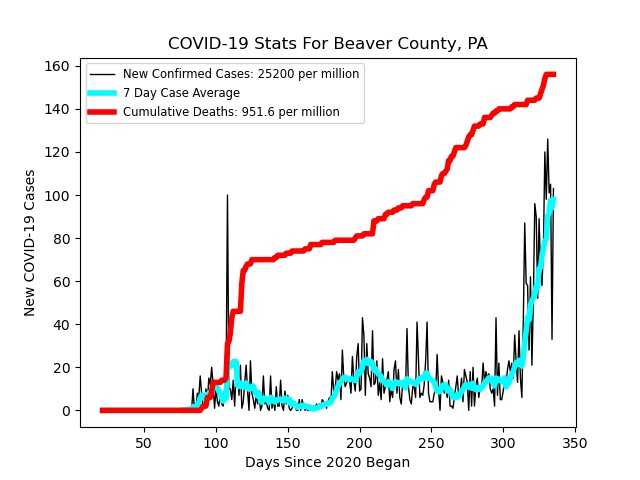 COVID-19 Stats For Beaver County, PA
New Confirmed Cases: 25200 per million
7 Day Case Average
Cumulative Deaths: 951.6 per million
New COVID-19 Cases
160
140
120
100
80
60
40
20
0
50
100
150
200
250
300
350
Days Since 2020 Began